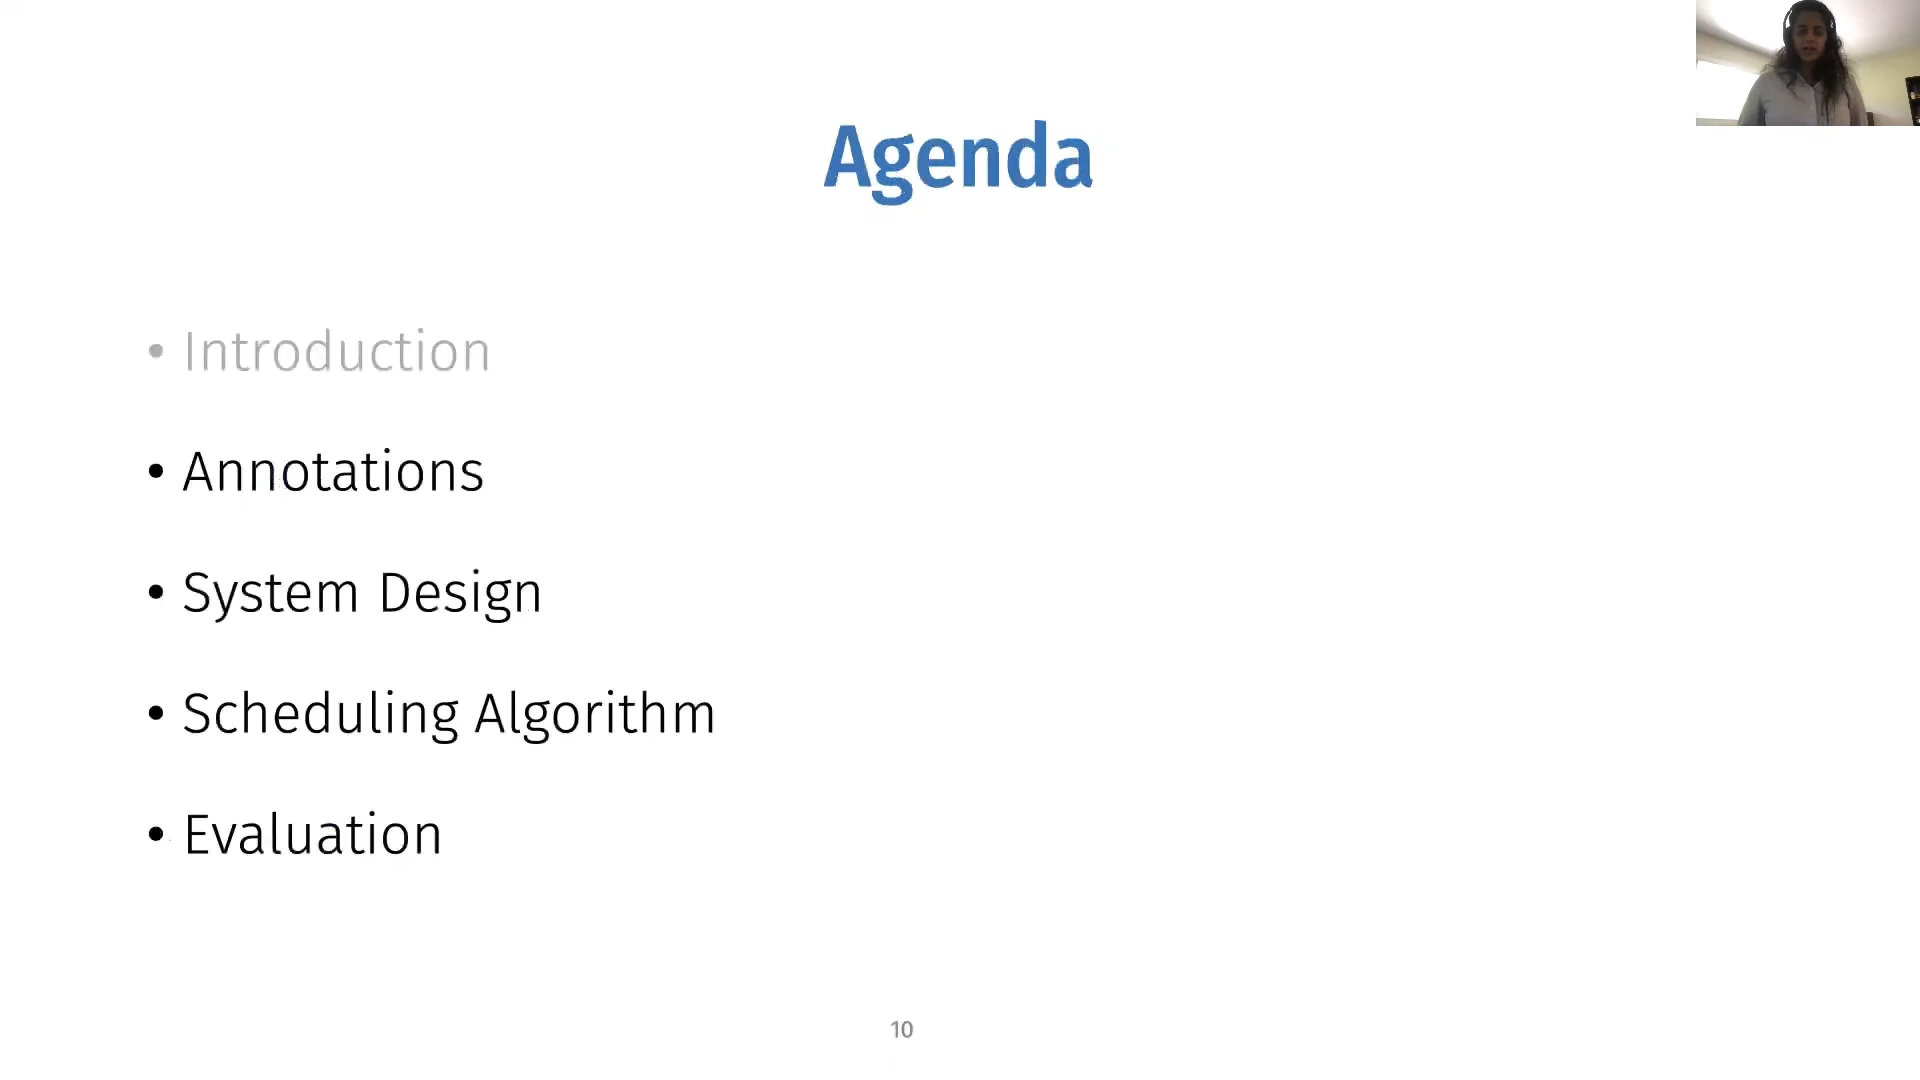 Agenda
• Introduction
• Annotations
• System Design
• Scheduling Algorithm
• Evaluation
10